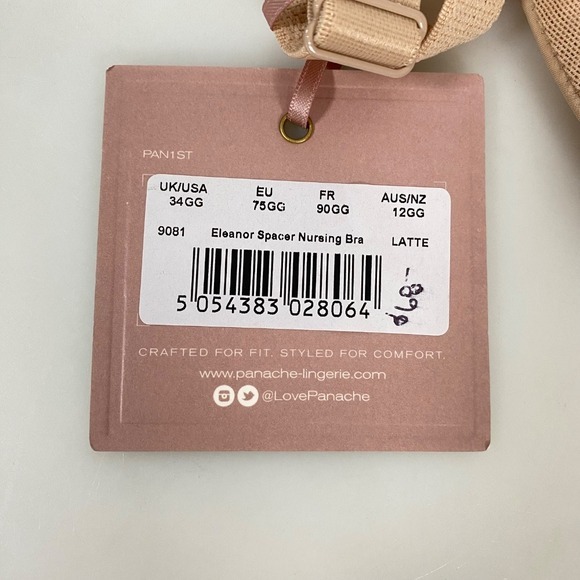 PAN1ST
UK/USA EU FR AUS/NZ
34GG 75GG 90GG 12GG
9081 Eleanor Spacer Nursing Bra LATTE
5 054383 028064
$68-
CRAFTED FOR FIT. STYLED FOR COMFORT.
www.panache-lingerie.com
@LovePanache